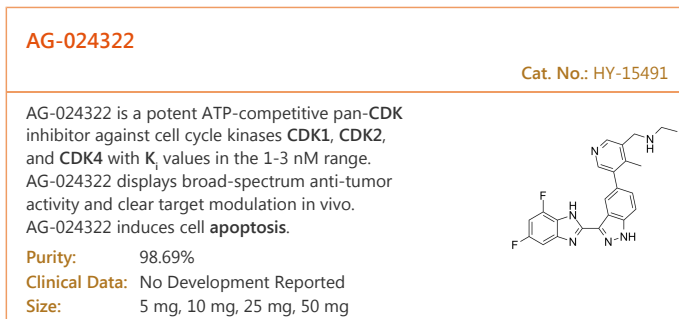 AG-024322
Cat. No.: HY-15491
AG-024322 is a potent ATP-competitive pan-CDK
inhibitor against cell cycle kinases CDK1, CDK2,
and CDK4 with Ki values in the 1-3 nM range.
AG-024322 displays broad-spectrum anti-tumor
activity and clear target modulation in vivo.
AG-024322 induces cell apoptosis.
Purity: 98.69%
Clinical Data: No Development Reported
Size: 5 mg, 10 mg, 25 mg, 50 mg
N
N
H
F
H
N
F
N
N
NH